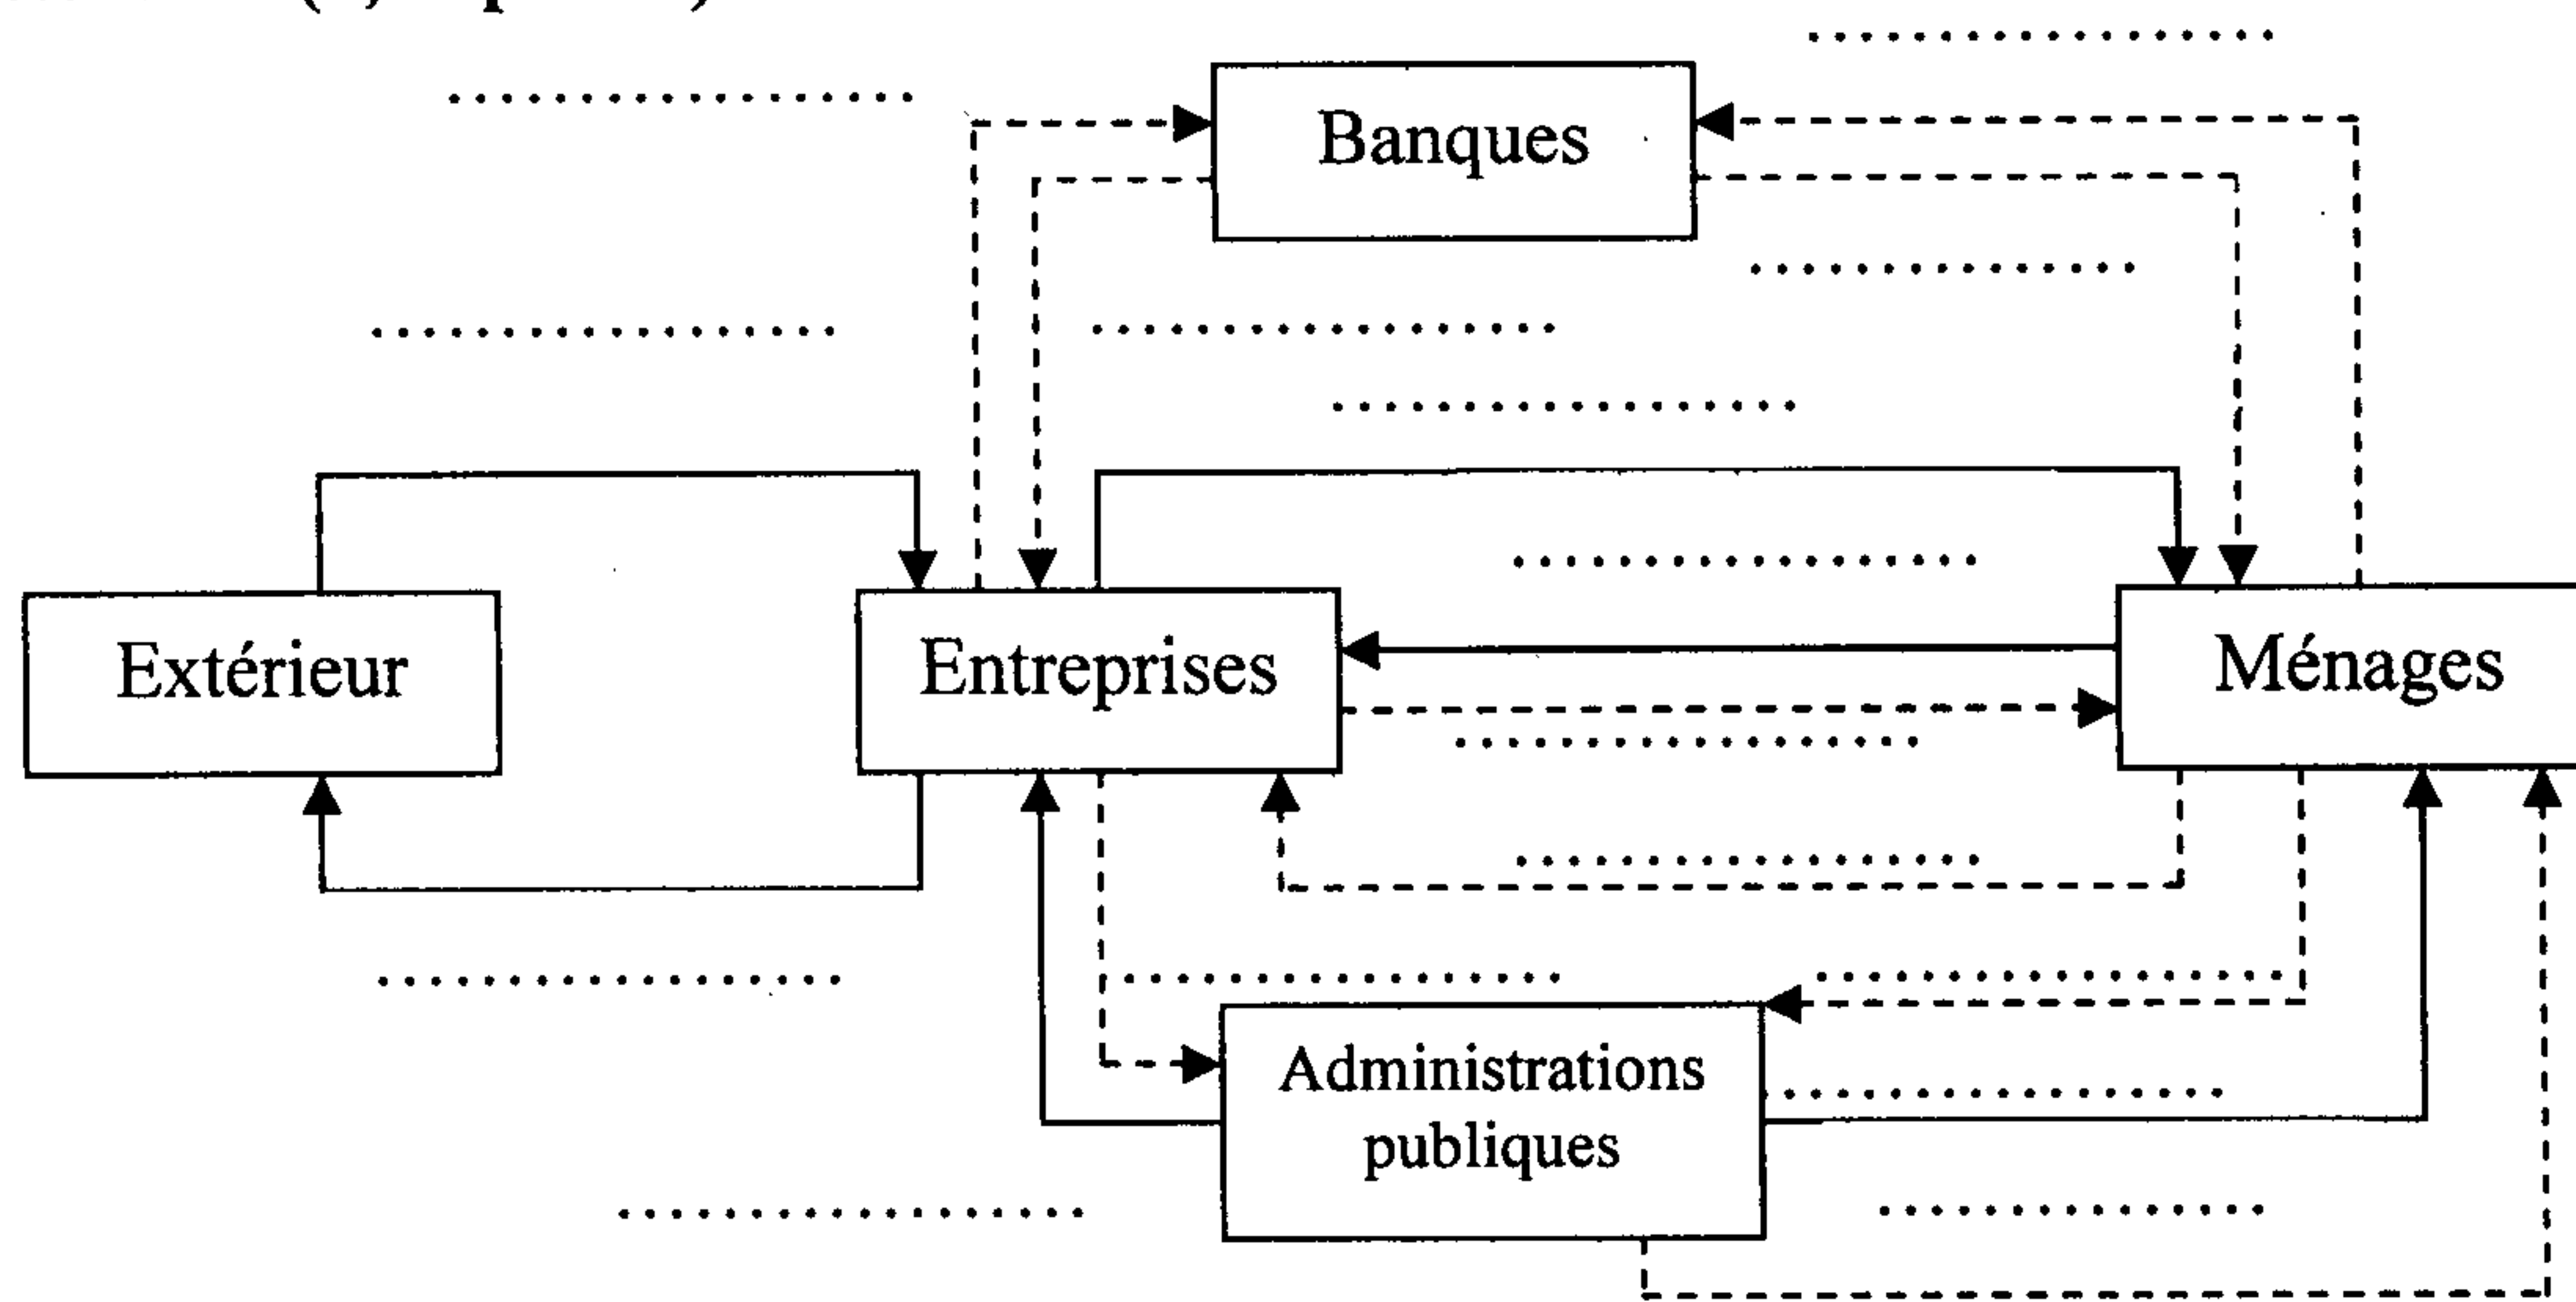 Banques
Extérieur
Entreprises
Ménages
Administrations
publiques